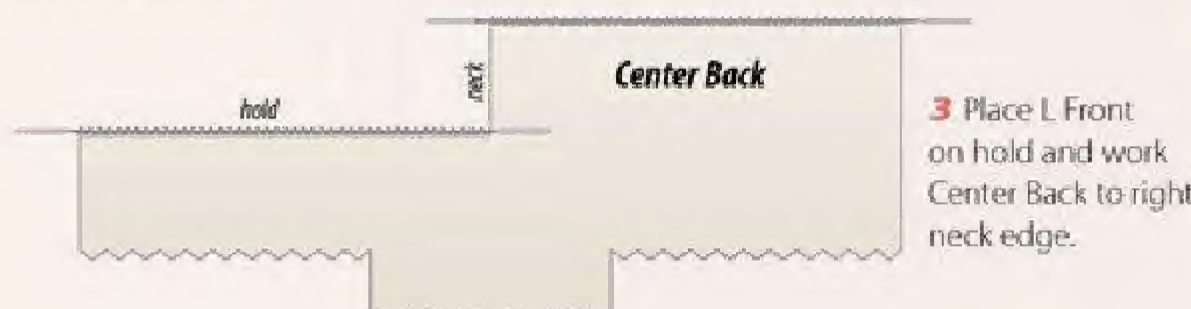 Center Back
neck
hold
3 Place L Front
on hold and work
Center Back to right
neck edge.